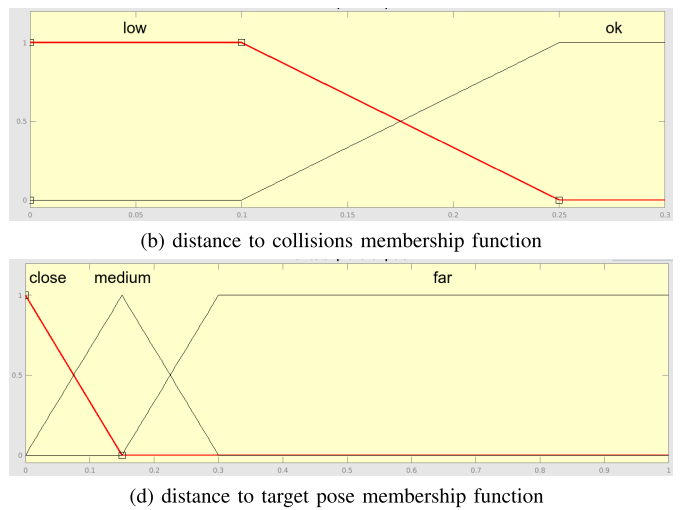 low ok
1
0.5
0
0 0.05 0.1 0.15 0.2 0.25 0.3
(b) distance to collisions membership function
close medium far
1
0.5
0
0 0.1 0.2 0.3 0.4 0.5 0.6 0.7 0.8 0.9 1
(d) distance to target pose membership function